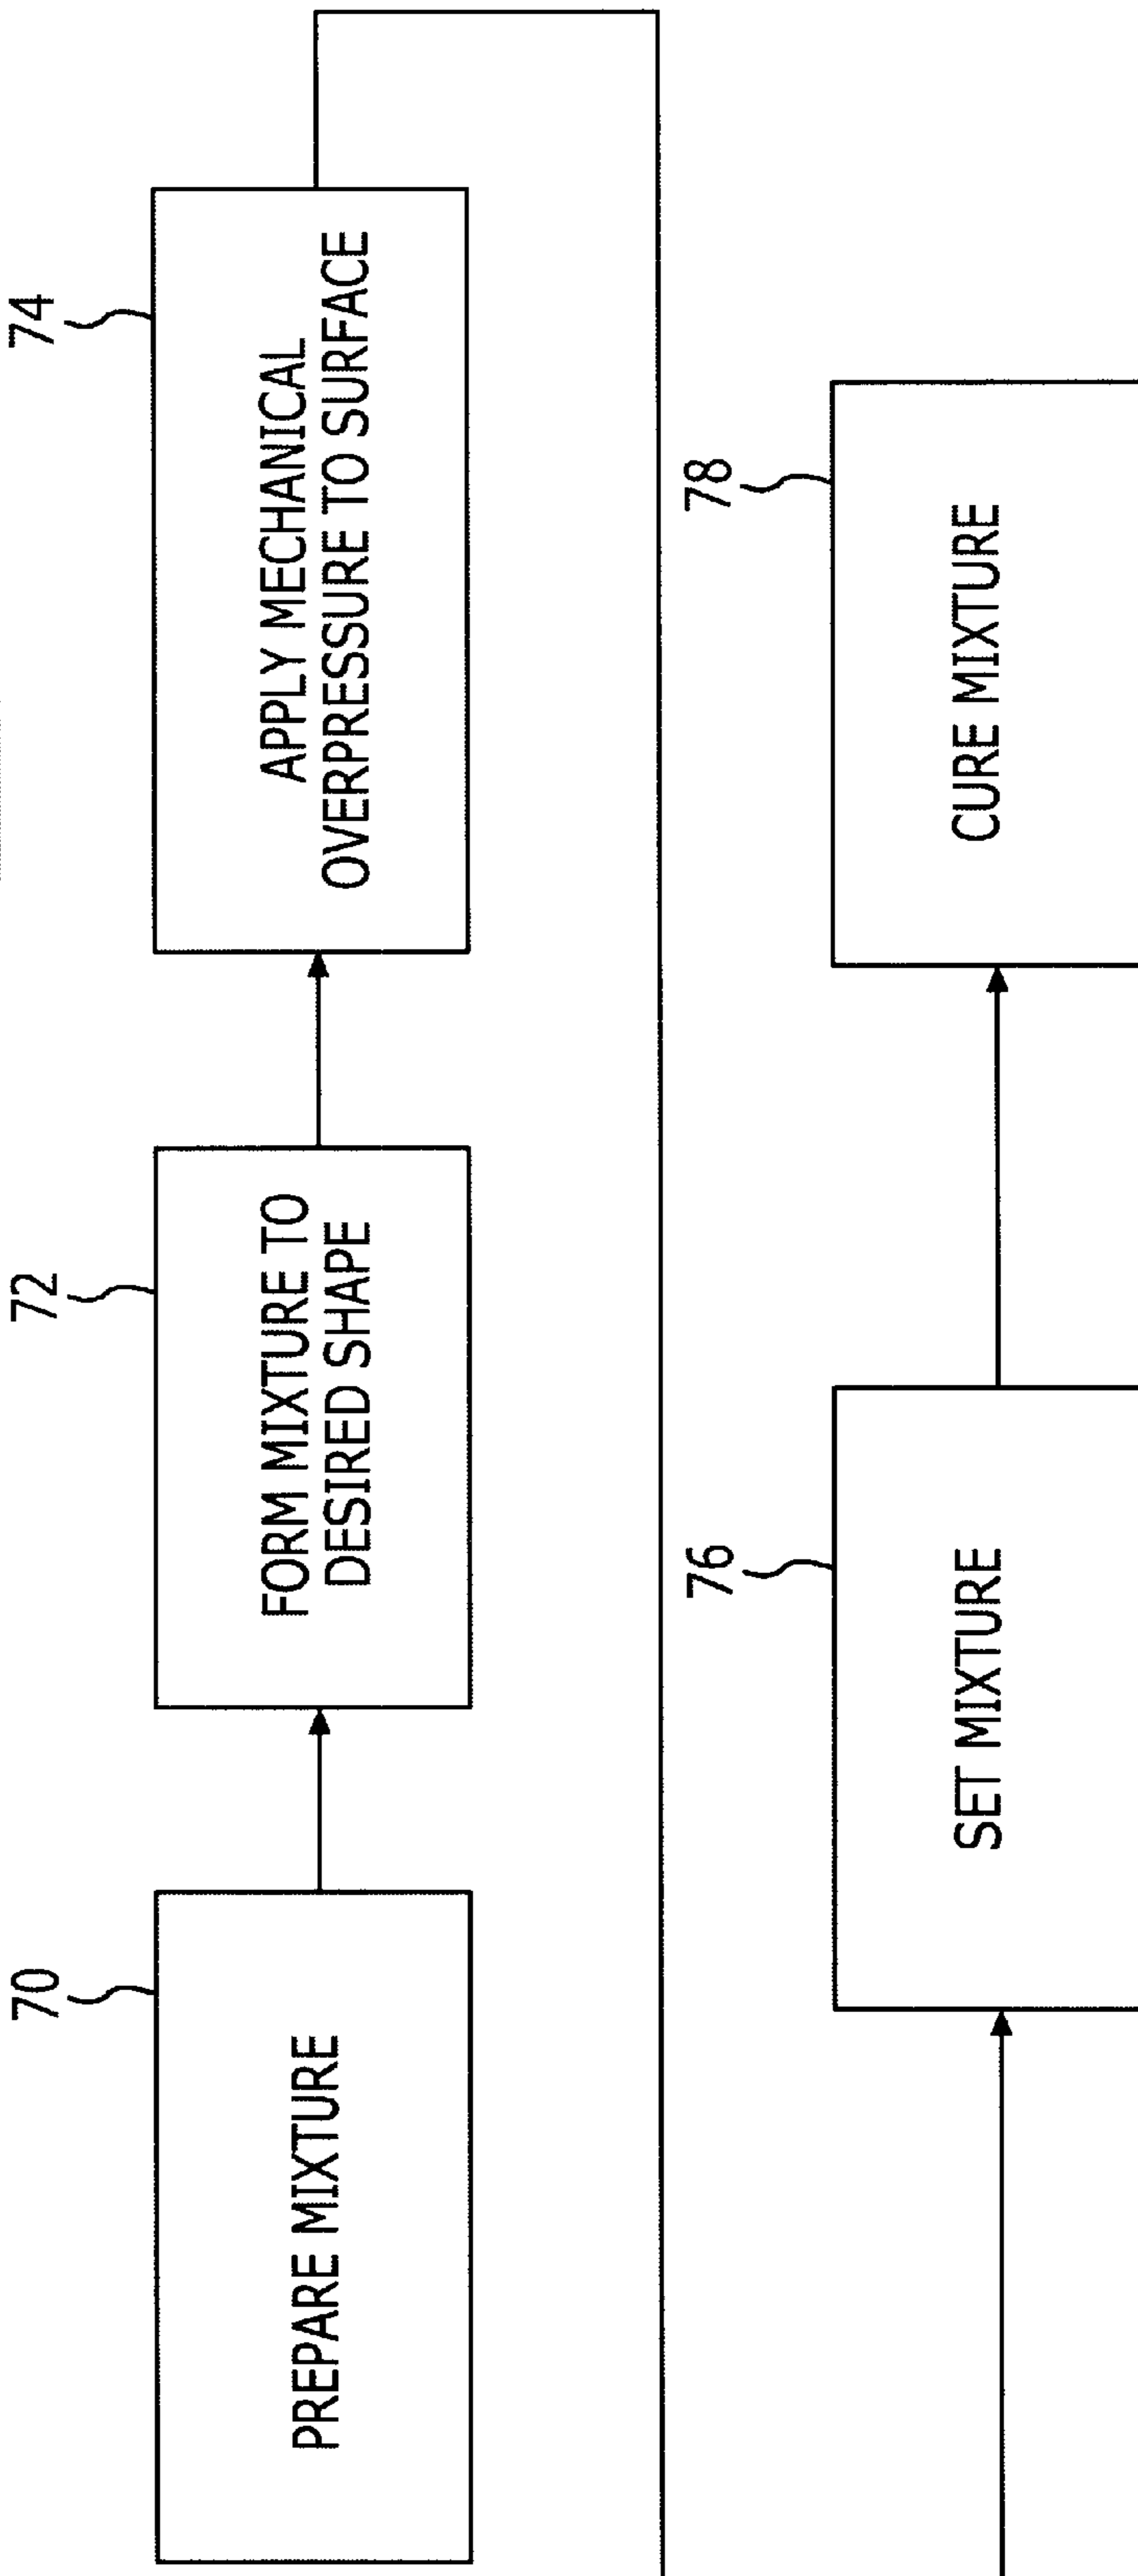 70
PREPARE MIXTURE
72
FORM MIXTURE TO
DESIRED SHAPE
74
APPLY MECHANICAL
OVERPRESSURE TO SURFACE
76
SET MIXTURE
78
CURE MIXTURE